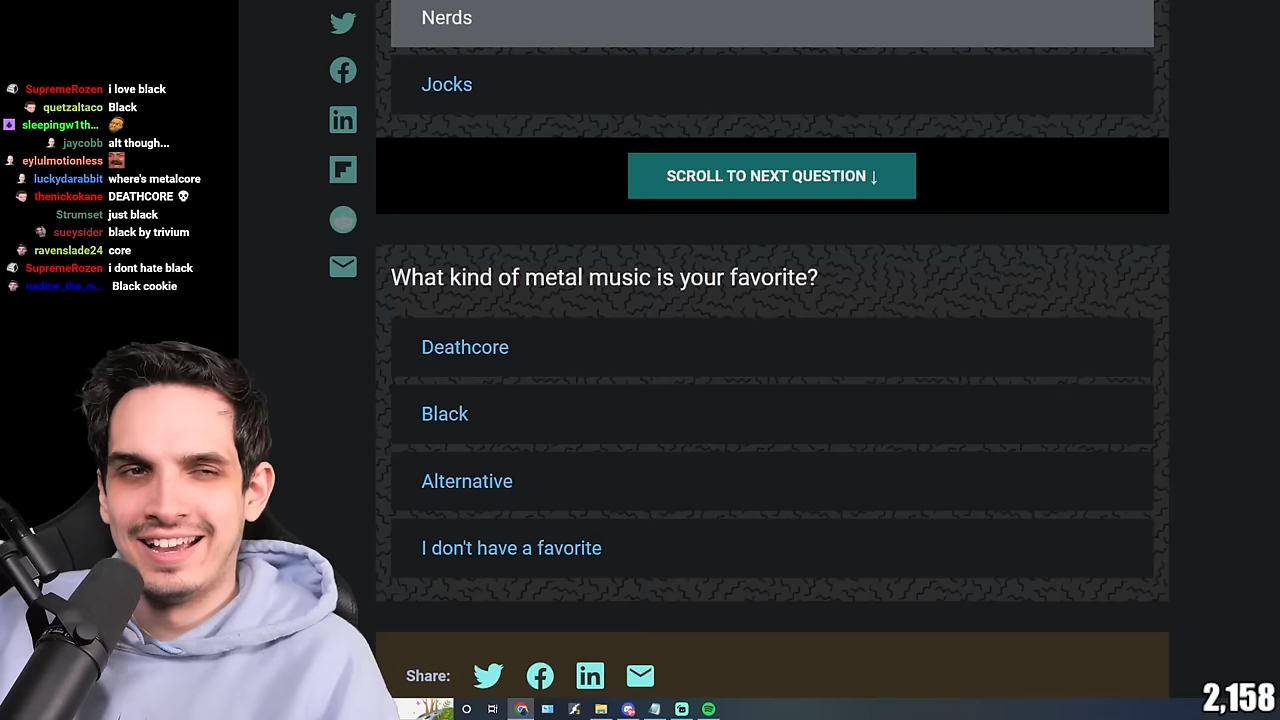 SupremeRozen i love black
quetzaltaco Black
sleepingw1th...
jaycobb alt though...
eylulmotionless
luckydarabbit where's metalcore
thenickokane DEATHCORE
Strumset just black
sueysider black by trivium
ravenslade24 core
SupremeRozen i dont hate black
Black cookie
Nerds
Jocks
SCROLL TO NEXT QUESTION ↓
What kind of metal music is your favorite?
Deathcore
Black
Alternative
I don't have a favorite
Share:
2,158